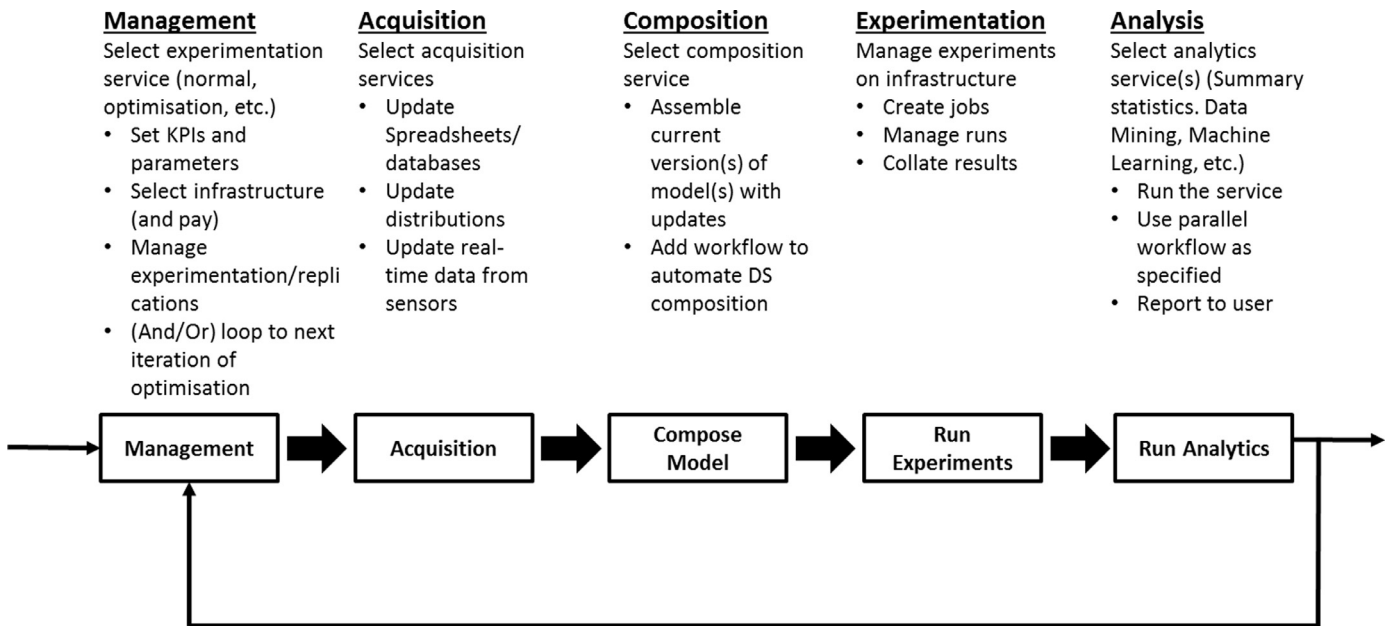 Management
Select experimentation
service (normal,
optimisation, etc.)
• Set KPIs and
parameters
• Select infrastructure
(and pay)
• Manage
experimentation/repli
cations
• (And/Or) loop to next
iteration of
optimisation
Acquisition
Select acquisition
services
• Update
Spreadsheets/
databases
• Update
distributions
• Update real-
time data from
sensors
Composition
Select composition
service
• Assemble
current
version(s) of
model(s) with
updates
• Add workflow to
automate DS
composition
Experimentation
Manage experiments
on infrastructure
• Create jobs
• Manage runs
• Collate results
Analysis
Select analytics
service(s) (Summary
statistics. Data
Mining, Machine
Learning, etc.)
• Run the service
• Use parallel
workflow as
specified
• Report to user
Management
Acquisition
Compose
Model
Run
Experiments
Run Analytics